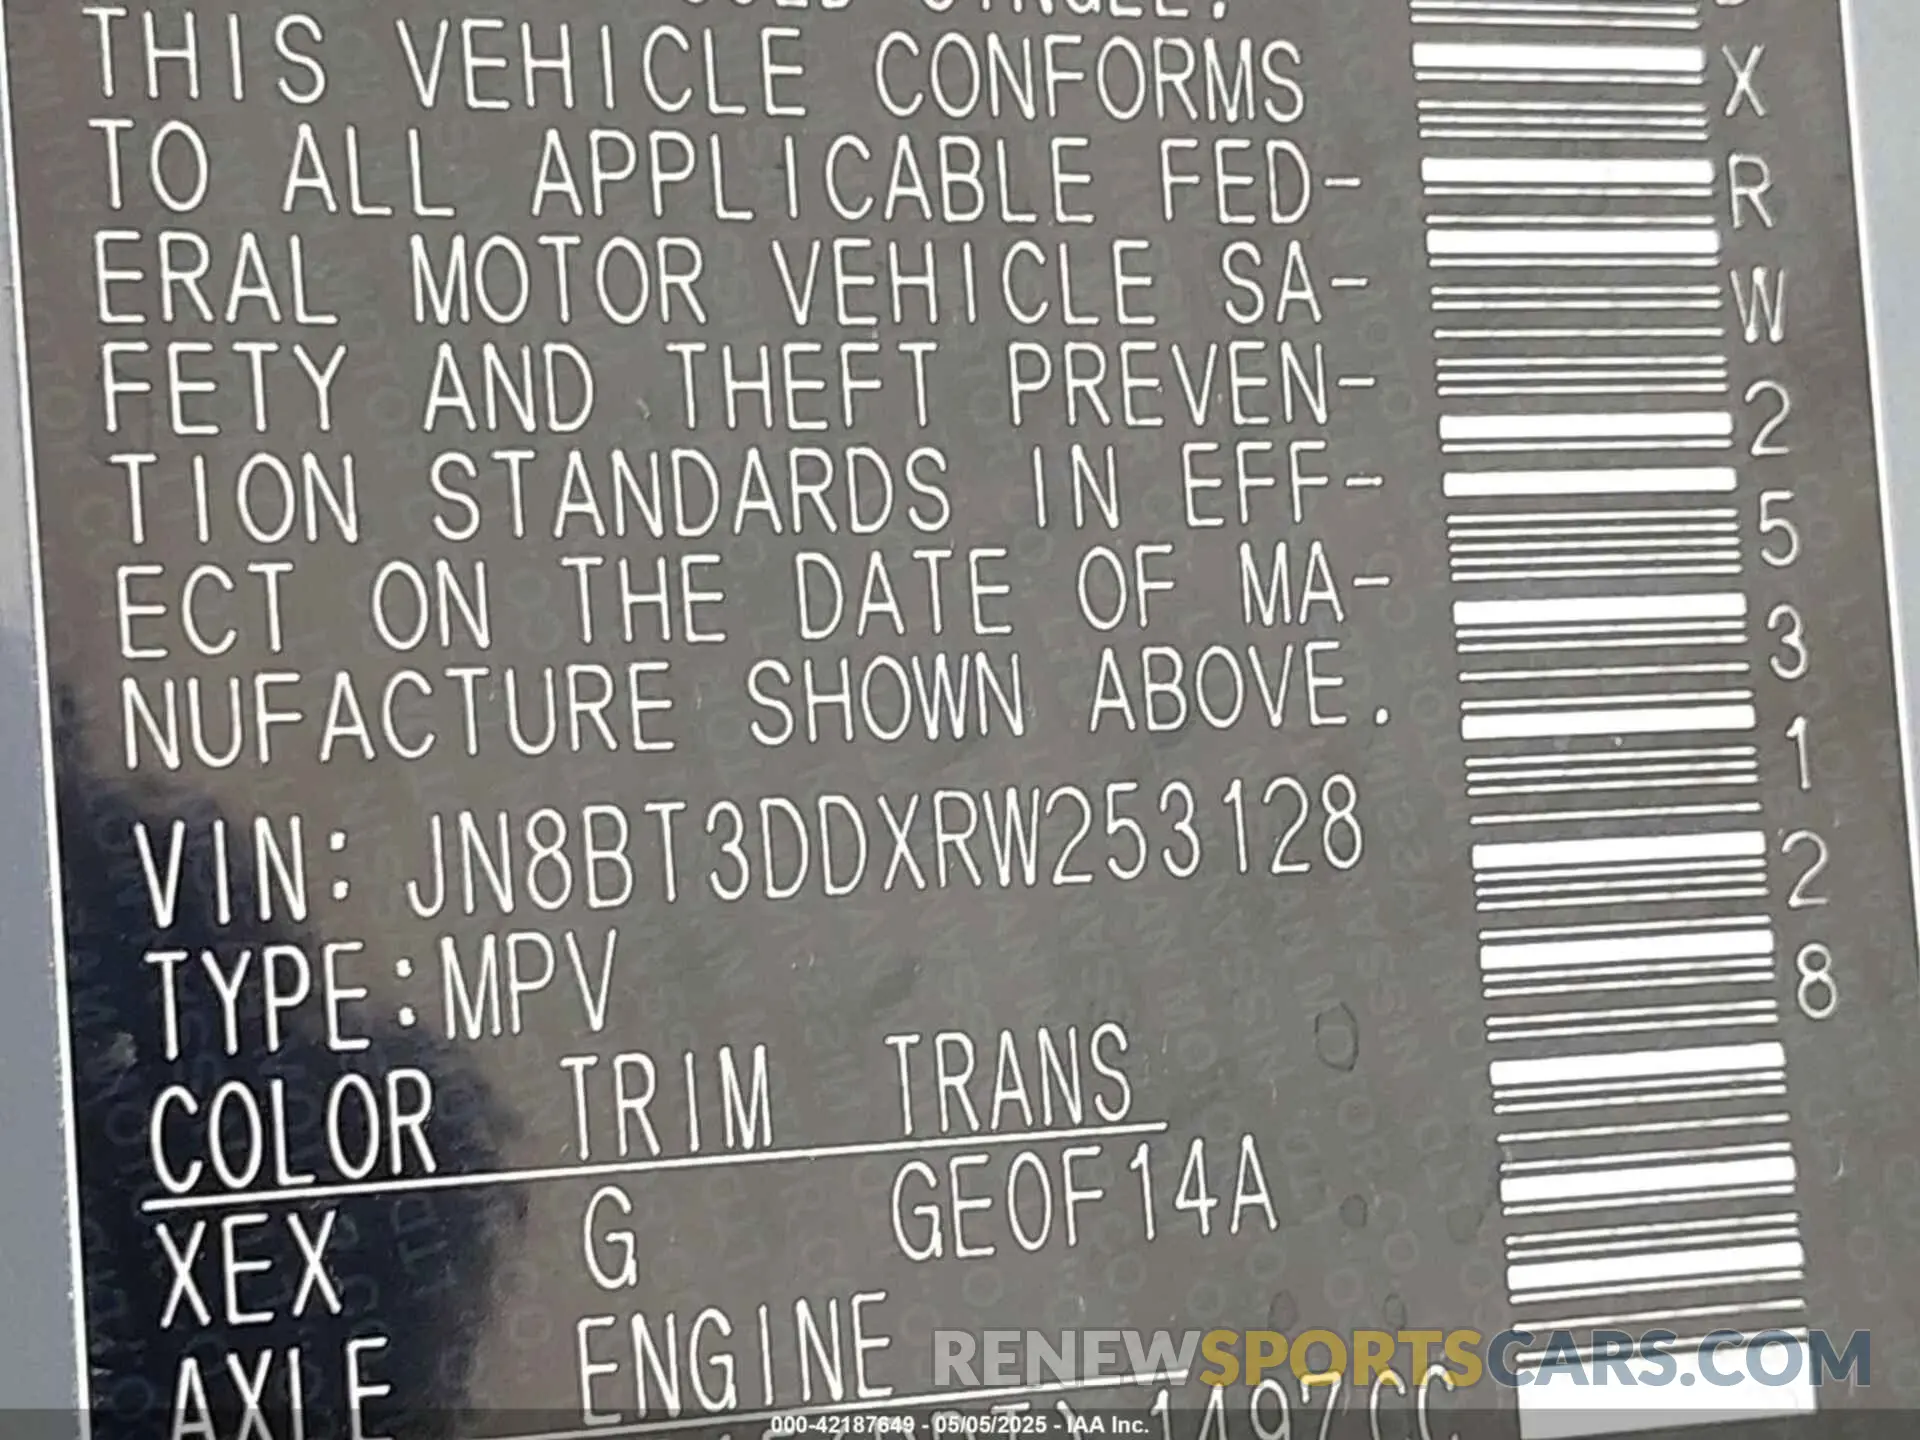 THIS VEHICLE CONFORMS
TO ALL APPLICABLE FED-
ERAL MOTOR VEHICLE SA-
FETY AND THEFT PREVEN-
TION STANDARDS IN EFF-
ECT ON THE DATE OF MA-
NUFACTURE SHOWN ABOVE.
VIN: JN8BT3DDXRW253128
TYPE:MPV
COLOR TRIM TRANS
XEX G GE0F14A
AXLE ENGINE
1497CC
X
R
W
2
5
3
1
2
8
RENEWSPORTSCARS.COM
000-42187649 - 05/05/2025 - IAA Inc.